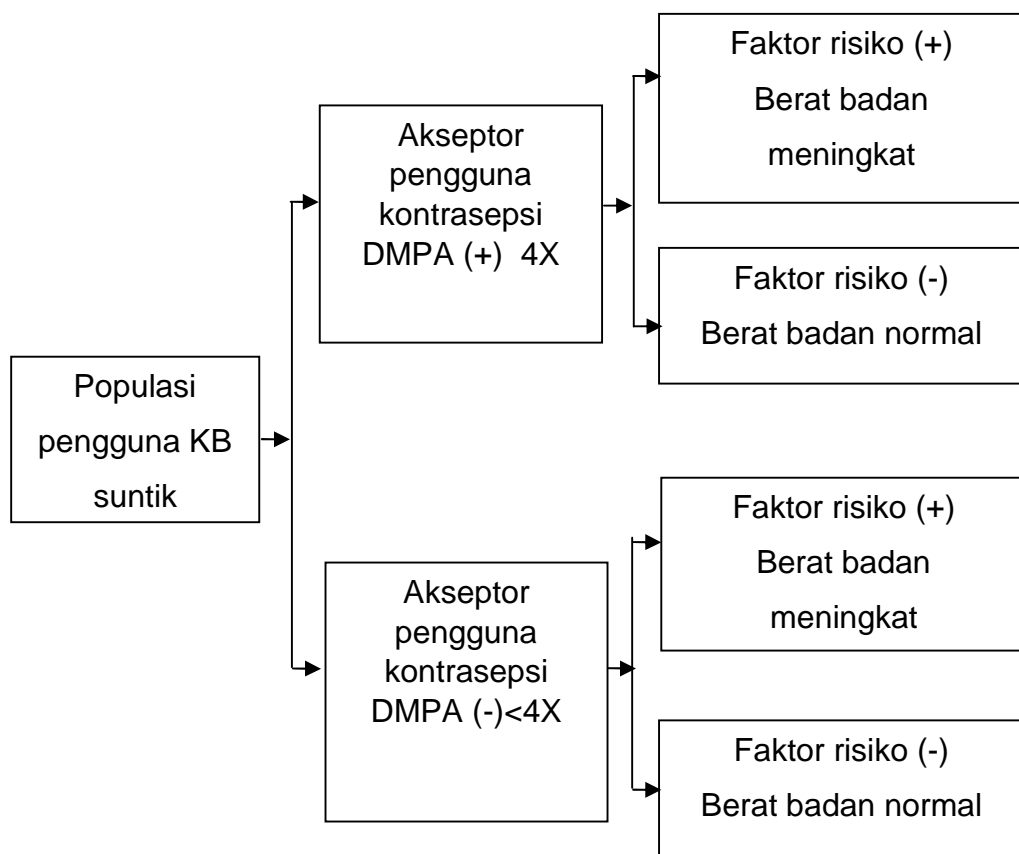 Populasi
pengguna KB
suntik
Akseptor
pengguna
kontrasepsi
DMPA (+) 4X
Faktor risiko (+)
Berat badan
meningkat
Faktor risiko (-)
Berat badan normal
Akseptor
pengguna
kontrasepsi
DMPA (-)<4X
Faktor risiko (+)
Berat badan
meningkat
Faktor risiko (-)
Berat badan normal